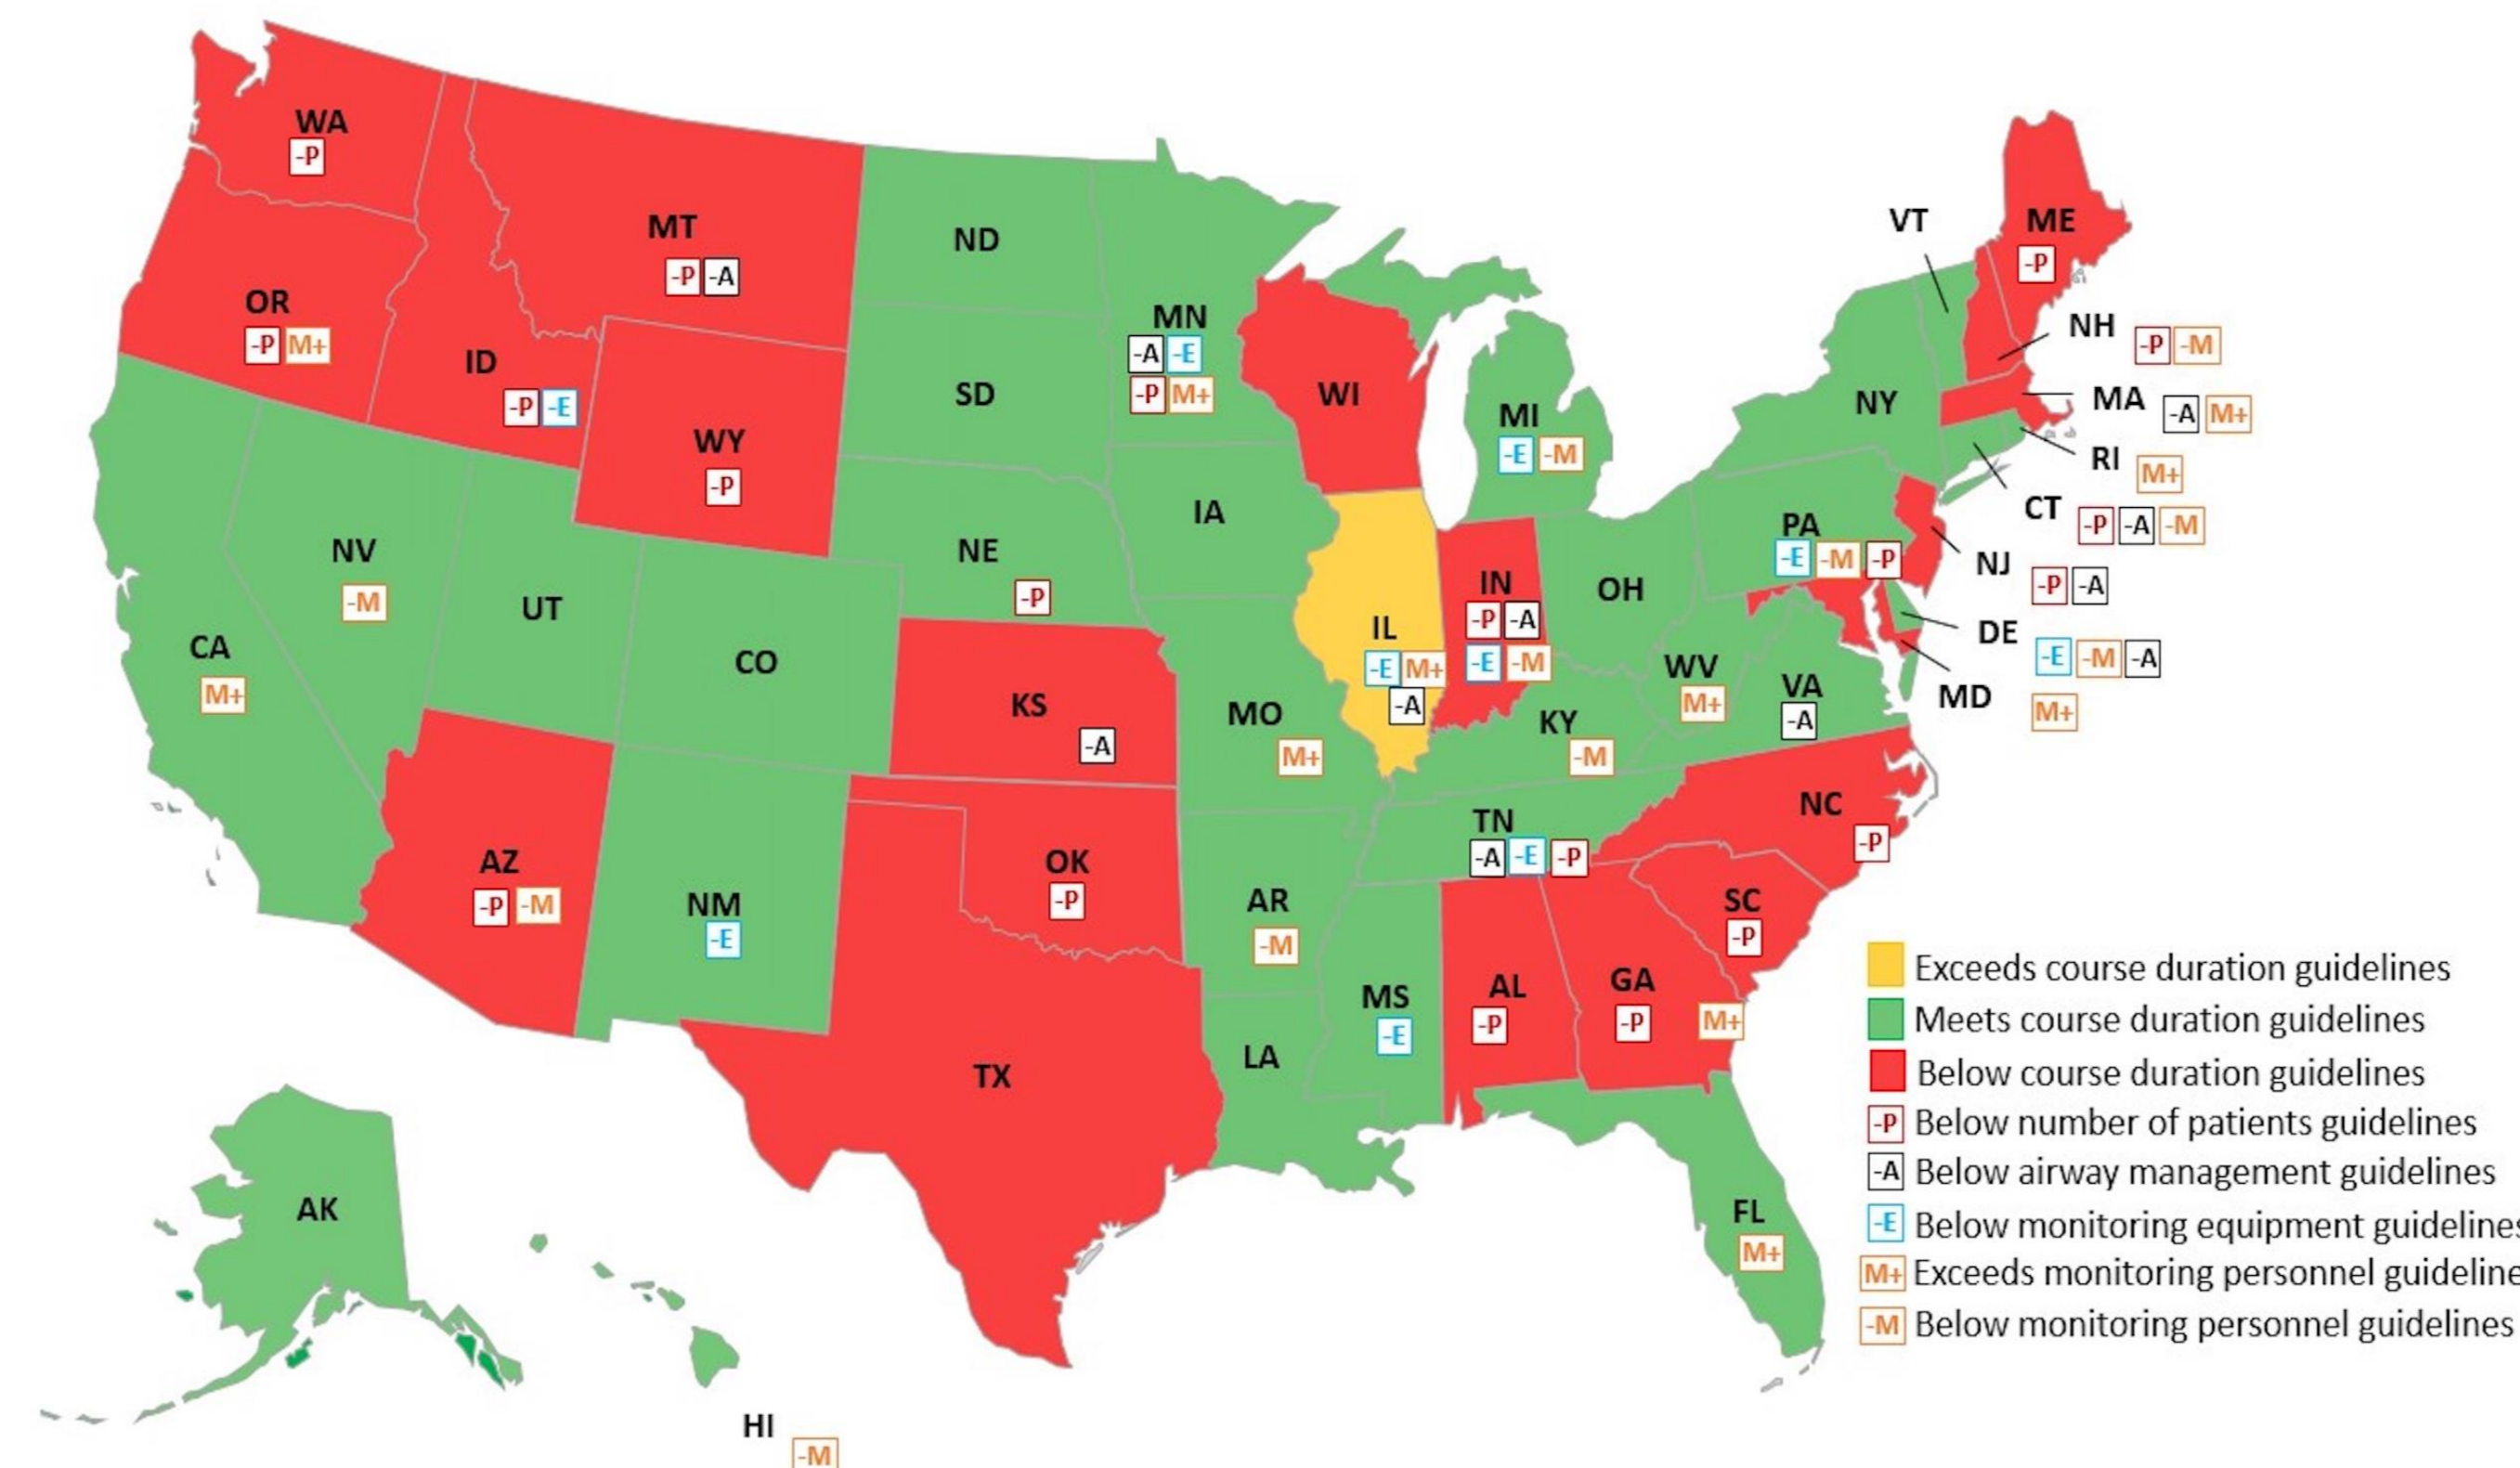 WA
-P
MT
-P -A
OR
-P M+
ID
-P -E
WY
-P
ND
SD
MN
-A -E
-P M+
WI
MI
-E -M
VT
ME
-P
NH -P -M
MA -A M+
RI M+
CT -P -A -M
NJ -P -A
DE -E -M -A
MD M+
NY
PA
-E -M -P
IA
NE
-P
NV
-M
UT
CA
M+
CO
KS
-A
MO
M+
IL
-E M+
-A
IN
-P -A
-E -M
OH
WV
M+
VA
-A
KY
-M
TN
-A -E -P
NC
-P
SC
-P
AZ
-P -M
NM
-E
OK
-P
AR
-M
MS
-E
AL
-P
GA
-P M+
LA
TX
FL
M+
AK
HI
-M
Exceeds course duration guidelines
Meets course duration guidelines
Below course duration guidelines
-P Below number of patients guidelines
-A Below airway management guidelines
-E Below monitoring equipment guidelines
M+ Exceeds monitoring personnel guideline
-M Below monitoring personnel guidelines